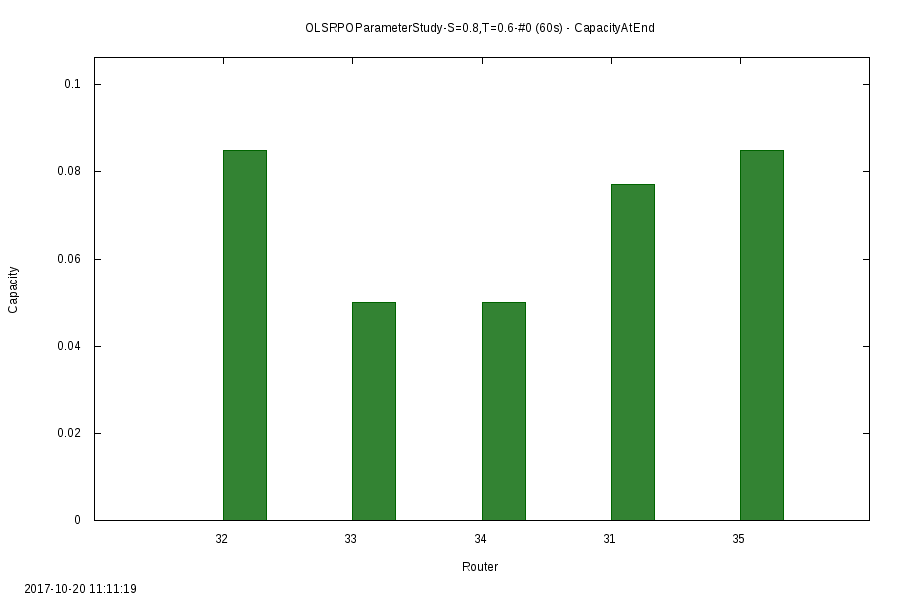 OLSRPOParameterStudy-S=0.8,T=0.6-#0 (60s) - CapacityAtEnd
0.1
0.08
0.06
0.04
0.02
0
Capacity
32 33 34 31 35
Router
2017-10-20 11:11:19